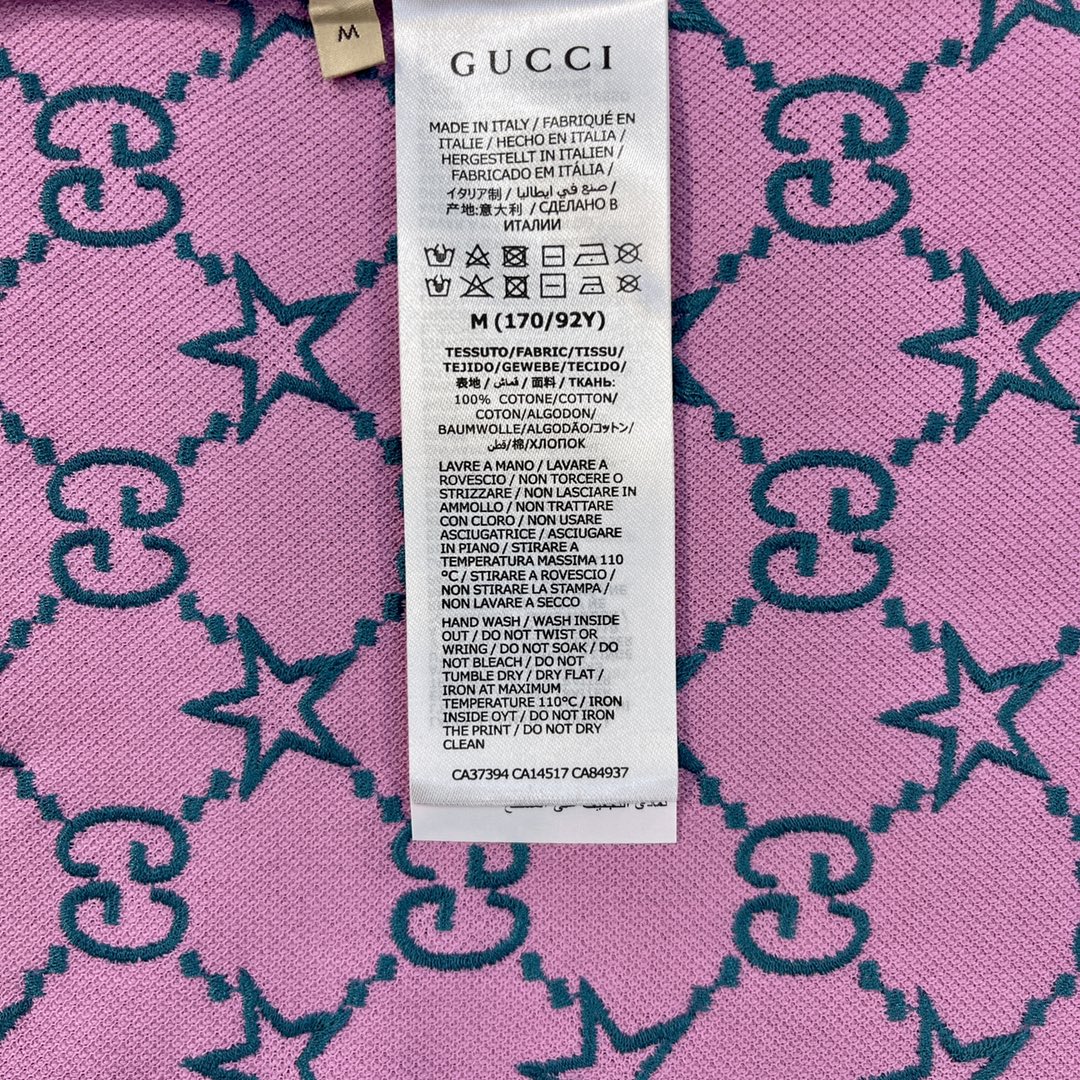 M
GUCCI
MADE IN ITALY / FABRIQUÉ EN
ITALIE / HECHO EN ITALIA /
HERGESTELLT IN ITALIEN /
FABRICADO EM ITÁLIA /
イタリア制 / صنع في ايطاليا /
产地:意大利 / СДЕЛАНО В
ИТАЛИИ
M (170/92Y)
TESSUTO/FABRIC/TISSU/
TEJIDO/GEWEBE/TECIDO/
表地 / قماش / 面料 / ТКАНЬ:
100% COTONE/COTTON/
COTON/ALGODON/
BAUMWOLLE/ALGODÃO/コットン/
قطن/棉/ХЛОПОК
LAVRE A MANO / LAVARE A
ROVESCIO / NON TORCERE O
STRIZZARE / NON LASCIARE IN
AMMOLLO / NON TRATTARE
CON CLORO / NON USARE
ASCIUGATRICE / ASCIUGARE
IN PIANO / STIRARE A
TEMPERATURA MASSIMA 110
°C / STIRARE A ROVESCIO /
NON STIRARE LA STAMPA /
NON LAVARE A SECCO
HAND WASH / WASH INSIDE
OUT / DO NOT TWIST OR
WRING / DO NOT SOAK / DO
NOT BLEACH / DO NOT
TUMBLE DRY / DRY FLAT /
IRON AT MAXIMUM
TEMPERATURE 110°C / IRON
INSIDE OYT / DO NOT IRON
THE PRINT / DO NOT DRY
CLEAN
CA37394 CA14517 CA84937